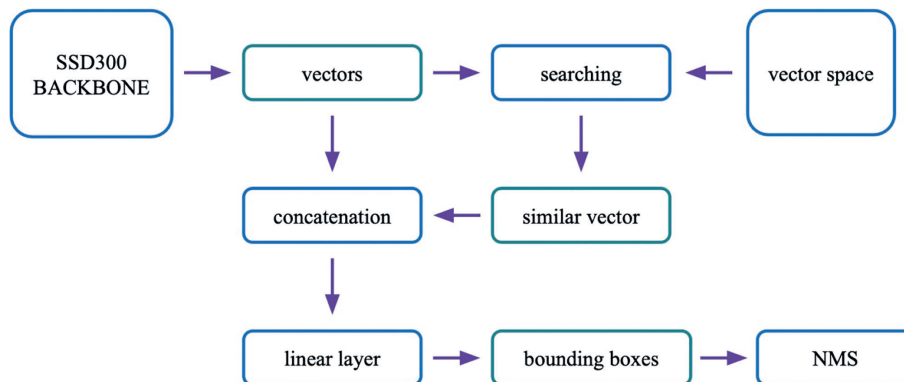 SSD300
BACKBONE
vectors
searching
vector space
concatenation
similar vector
linear layer
bounding boxes
NMS